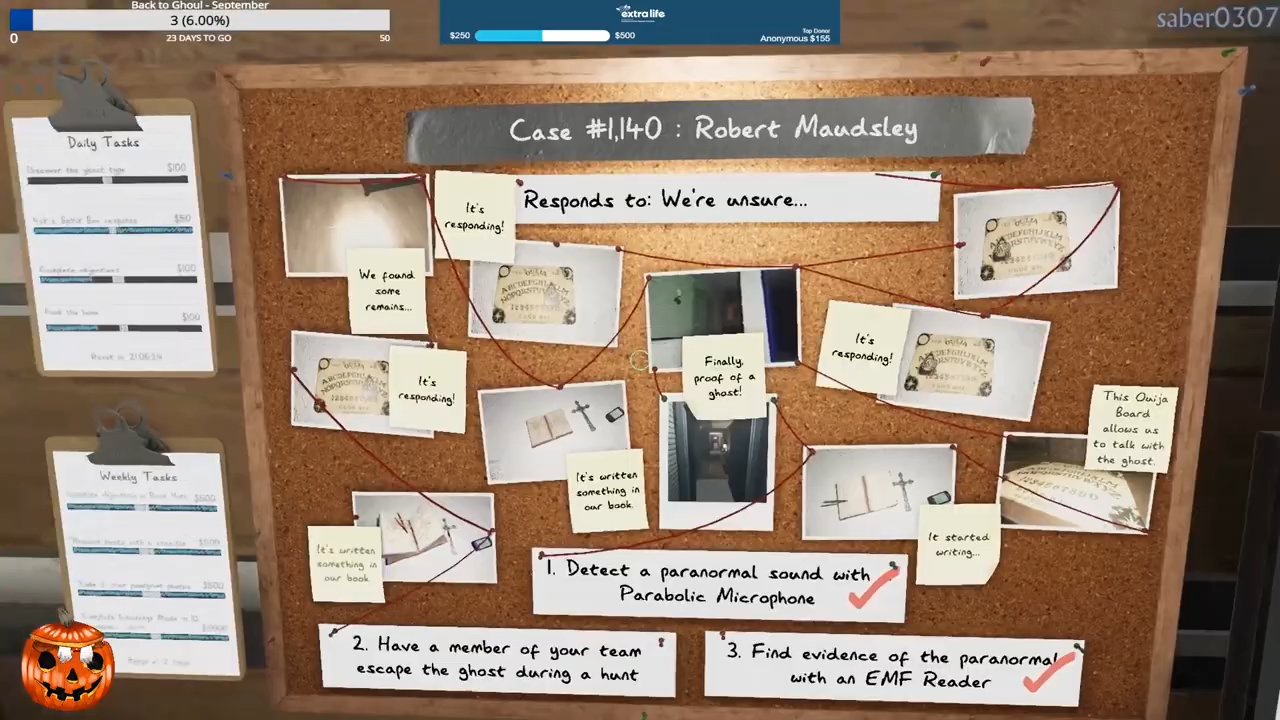 Back to Ghoul - September
3 (6.00%)
0
23 DAYS TO GO
50
extralife
$250
$500
Top Donor
Anonymous $155
saber0307
Case #1,140 : Robert Maudsley
Daily Tasks
Discover the ghost type
$100
$50
$100
$100
Weekly Tasks
$500
Responds to: We're unsure...
It's
responding!
We found
some
remains...
It's
responding!
Finally,
proof of a
ghost!
It's
responding!
This Ouija
Board
allows us
to talk with
the ghost.
It's written
something in
our book.
It's written
something in
our book.
It started
writing...
1. Detect a paranormal sound with
Parabolic Microphone
2. Have a member of your team
escape the ghost during a hunt
3. Find evidence of the paranormal
with an EMF Reader